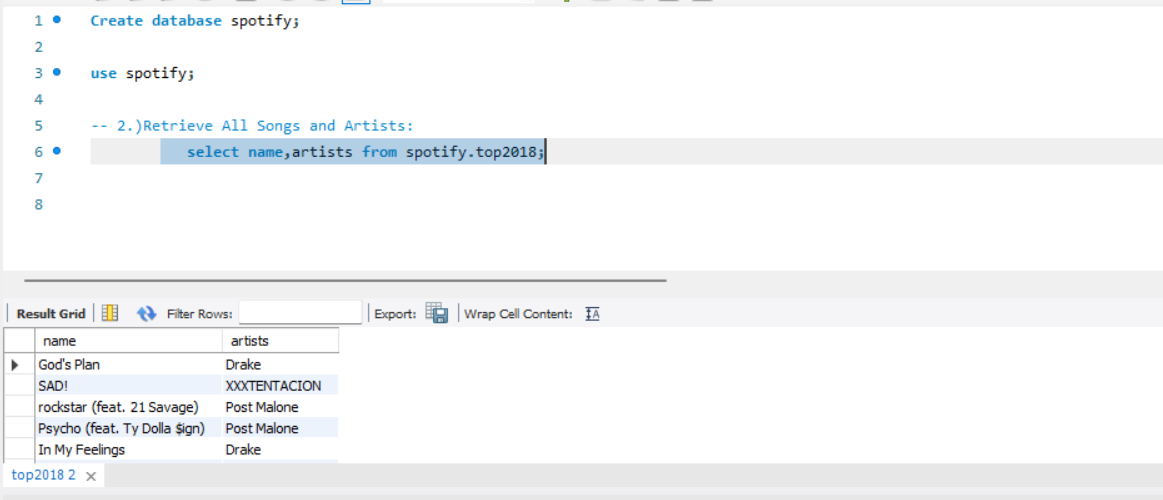 1 Create database spotify;
2
3 use spotify;
4
5 -- 2.)Retrieve All Songs and Artists:
6 select name,artists from spotify.top2018;
7
8
Result Grid Filter Rows: Export: Wrap Cell Content: IA
name artists
God's Plan Drake
SAD! XXXTENTACION
rockstar (feat. 21 Savage) Post Malone
Psycho (feat. Ty Dolla $ign) Post Malone
In My Feelings Drake
top2018 2